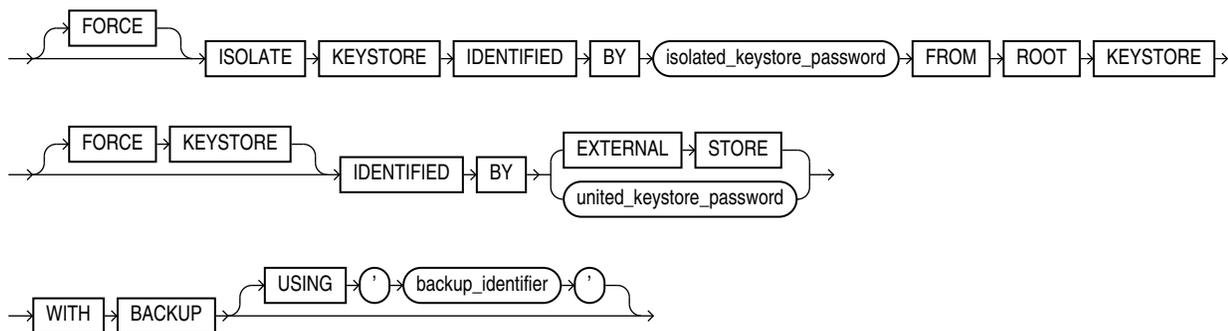 FORCE
ISOLATE KEYSTORE IDENTIFIED BY isolated_keystore_password FROM ROOT KEYSTORE
FORCE KEYSTORE
IDENTIFIED BY
EXTERNAL STORE
united_keystore_password
USING ' backup_identifier '
WITH BACKUP